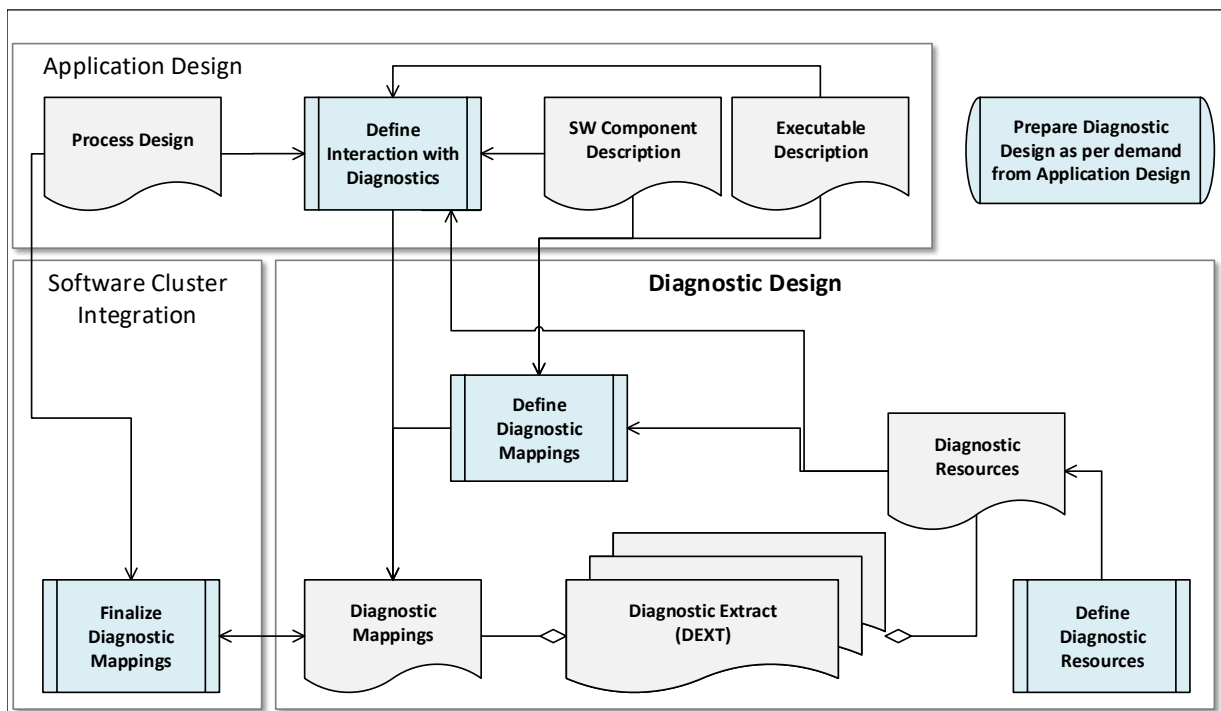 Application Design
Process Design
Define
Interaction with
Diagnostics
SW Component
Description
Executable
Description
Prepare Diagnostic
Design as per demand
from Application Design
Software Cluster
Integration
Diagnostic Design
Define
Diagnostic
Mappings
Diagnostic
Resources
Finalize
Diagnostic
Mappings
Diagnostic
Mappings
Diagnostic Extract
(DEXT)
Define
Diagnostic
Resources